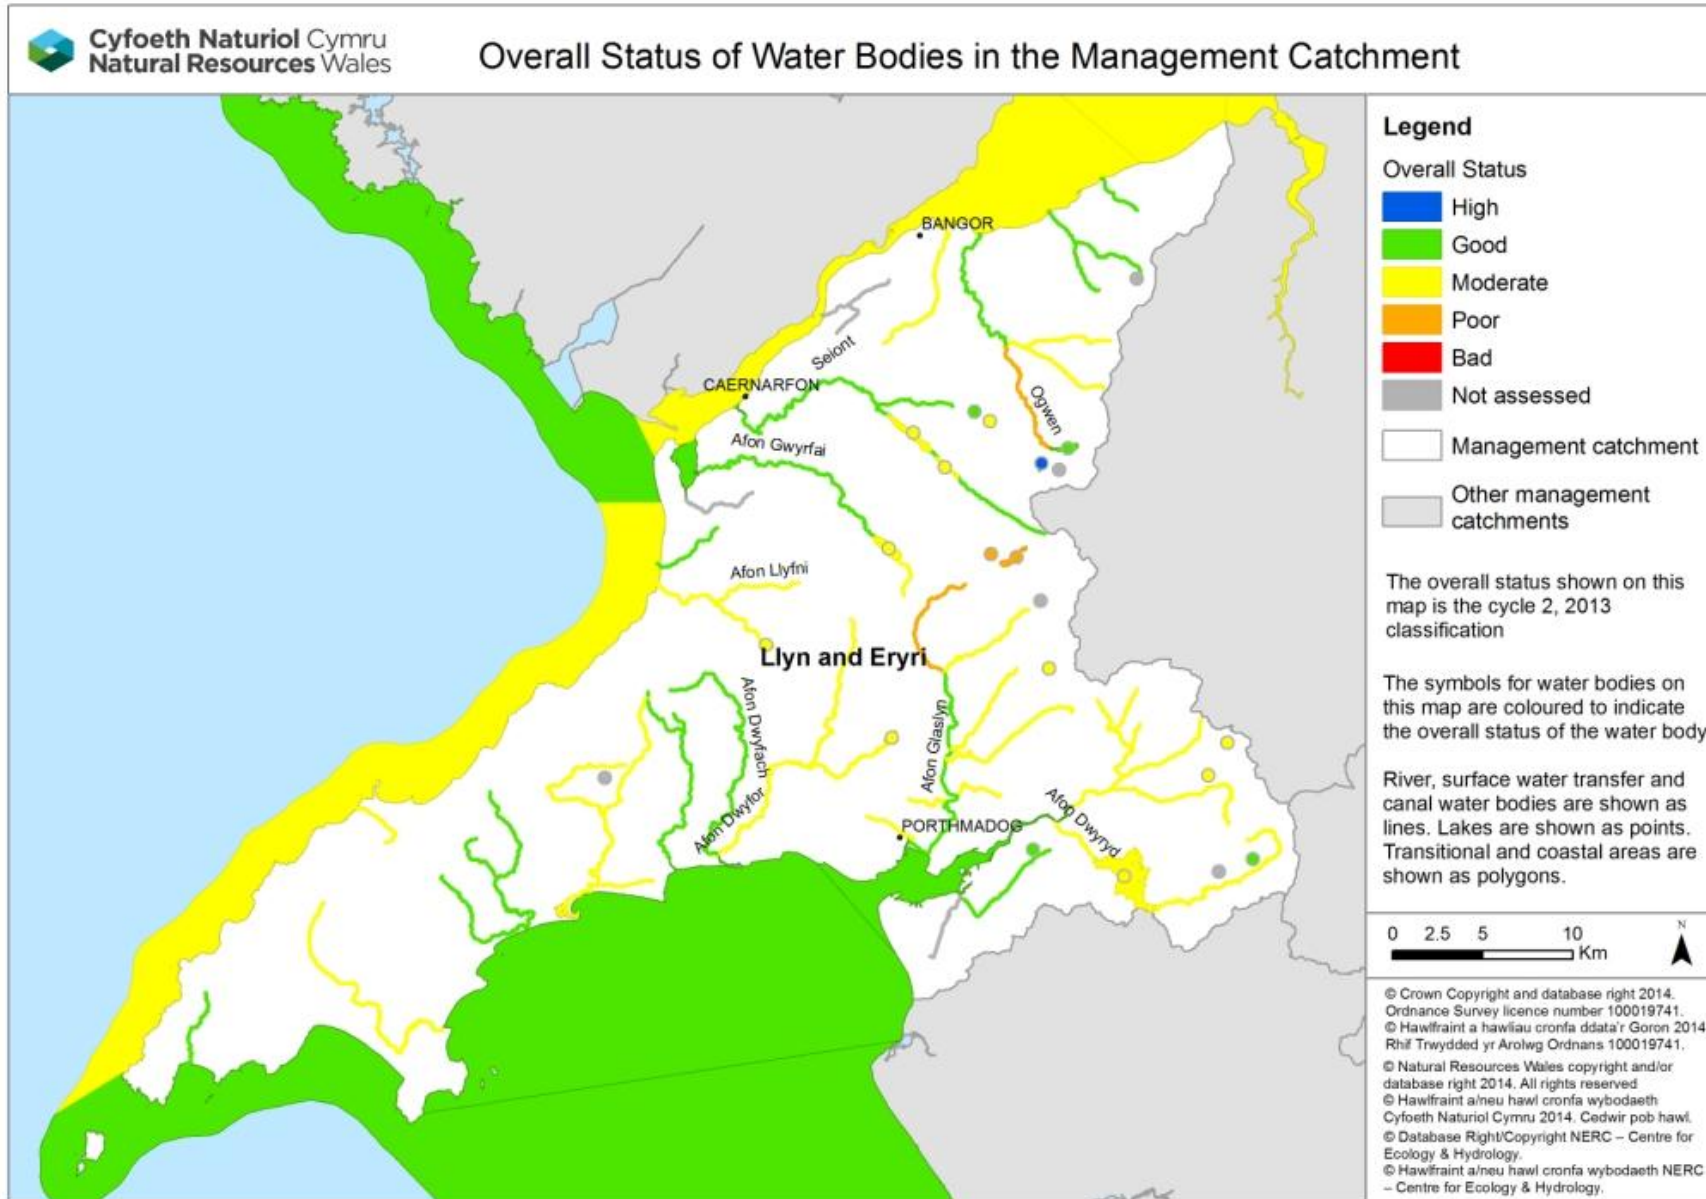 Cyfoeth Naturiol Cymru
Natural Resources Wales
Overall Status of Water Bodies in the Management Catchment
BANGOR
Seiont
CAERNARFON
Ogwen
Afon Gwyrfai
Afon Llyfni
Llyn and Eryri
Afon Dwyfach
Afon Glaslyn
Afon Dwyfor
Afon Dwyryd
PORTHMADOG
Legend
Overall Status
High
Good
Moderate
Poor
Bad
Not assessed
Management catchment
Other management
catchments
The overall status shown on this
map is the cycle 2, 2013
classification
The symbols for water bodies on
this map are coloured to indicate
the overall status of the water body
River, surface water transfer and
canal water bodies are shown as
lines. Lakes are shown as points.
Transitional and coastal areas are
shown as polygons.
0 2.5 5 10
Km
N
© Crown Copyright and database right 2014.
Ordnance Survey licence number 100019741.
© Hawlfraint a hawliau cronfa ddata'r Goron 2014
Rhif Trwydded yr Arolwg Ordnans 100019741.
© Natural Resources Wales copyright and/or
database right 2014. All rights reserved
© Hawlfraint a/neu hawl cronfa wybodaeth
Cyfoeth Naturiol Cymru 2014. Cedwir pob hawl.
© Database Right/Copyright NERC – Centre for
Ecology & Hydrology.
© Hawlfraint a/neu hawl cronfa wybodaeth NERC
– Centre for Ecology & Hydrology.